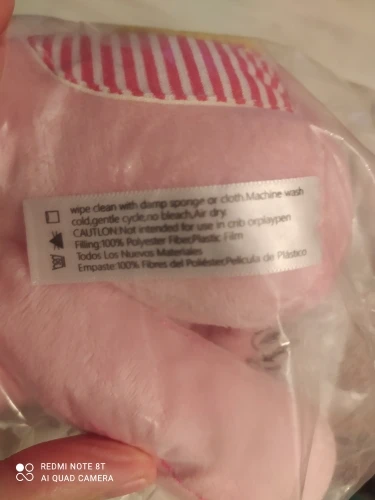 wipe clean with damp sponge or cloth.Machine wash
cold,gentle cycle,no bleach,Air dry.
CAUTLON:Not intended for use in crib orplaypen
Filling:100% Polyester Fiber,Plastic Film
Todos Los Nuevos Materiales
Empaste:100% Fibres del Poliéster,Pelicula de Plástico
REDMI NOTE 8T
AI QUAD CAMERA